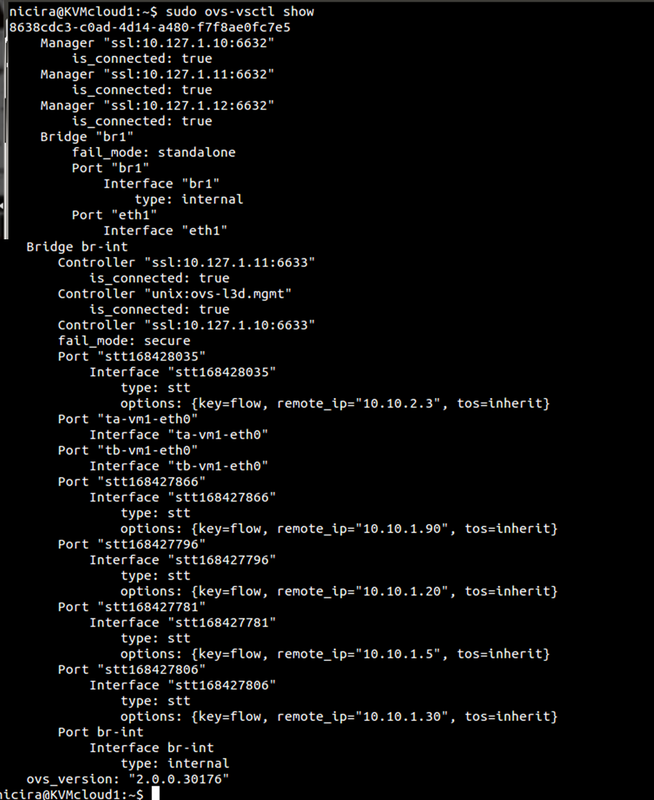 nicira@KVMcloud1:~$ sudo ovs-vsctl show
8638cdc3-c0ad-4d14-a480-f7f8ae0fc7e5
    Manager "ssl:10.127.1.10:6632"
        is_connected: true
    Manager "ssl:10.127.1.11:6632"
        is_connected: true
    Manager "ssl:10.127.1.12:6632"
        is_connected: true
    Bridge "br1"
        fail_mode: standalone
        Port "br1"
            Interface "br1"
                type: internal
        Port "eth1"
            Interface "eth1"
    Bridge br-int
        Controller "ssl:10.127.1.11:6633"
            is_connected: true
        Controller "unix:ovs-l3d.mgmt"
            is_connected: true
        Controller "ssl:10.127.1.10:6633"
        fail_mode: secure
        Port "stt168428035"
            Interface "stt168428035"
                type: stt
                options: {key=flow, remote_ip="10.10.2.3", tos=inherit}
        Port "ta-vm1-eth0"
            Interface "ta-vm1-eth0"
        Port "tb-vm1-eth0"
            Interface "tb-vm1-eth0"
        Port "stt168427866"
            Interface "stt168427866"
                type: stt
                options: {key=flow, remote_ip="10.10.1.90", tos=inherit}
        Port "stt168427796"
            Interface "stt168427796"
                type: stt
                options: {key=flow, remote_ip="10.10.1.20", tos=inherit}
        Port "stt168427781"
            Interface "stt168427781"
                type: stt
                options: {key=flow, remote_ip="10.10.1.5", tos=inherit}
        Port "stt168427806"
            Interface "stt168427806"
                type: stt
                options: {key=flow, remote_ip="10.10.1.30", tos=inherit}
        Port br-int
            Interface br-int
                type: internal
    ovs_version: "2.0.0.30176"
nicira@KVMcloud1:~$